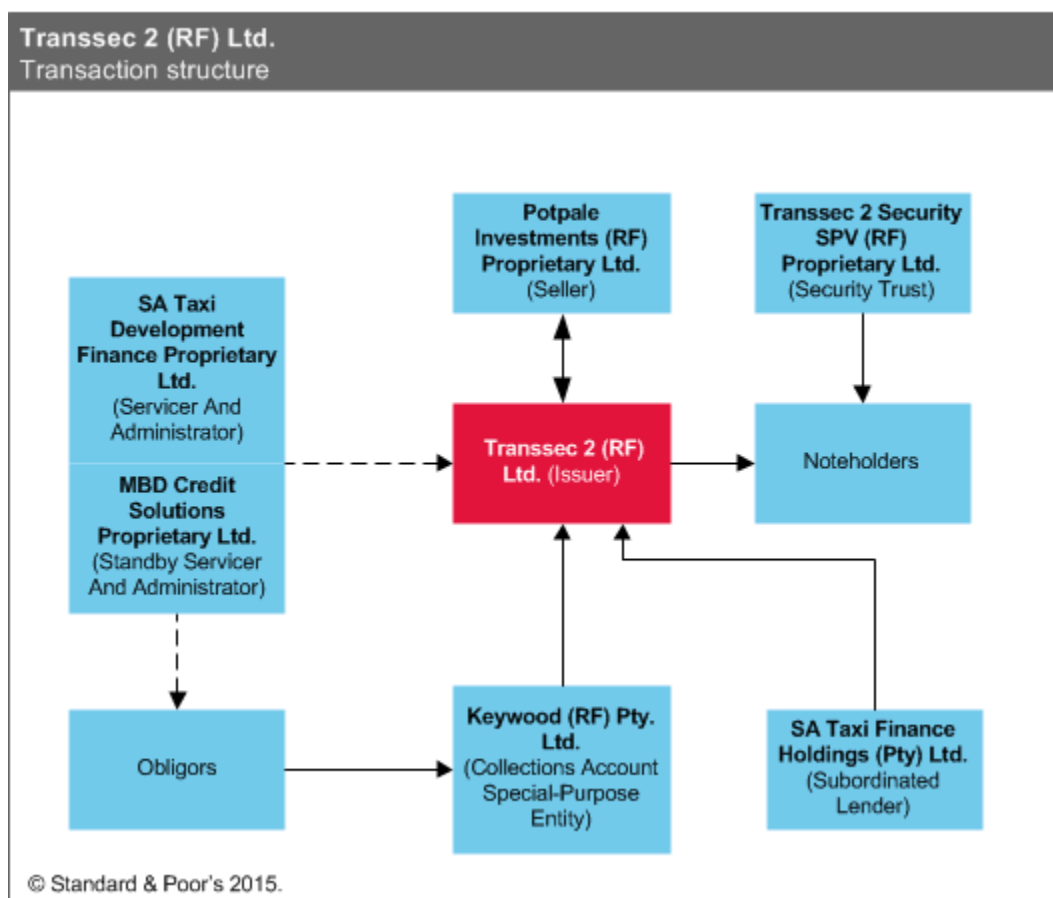 Transsec 2 (RF) Ltd.
Transaction structure
Potpale
Investments (RF)
Proprietary Ltd.
(Seller)
Transsec 2 Security
SPV (RF)
Proprietary Ltd.
(Security Trust)
SA Taxi
Development
Finance Proprietary
Ltd.
(Servicer And
Administrator)
MBD Credit
Solutions
Proprietary Ltd.
(Standby Servicer
And Administrator)
Transsec 2 (RF)
Ltd. (Issuer)
Noteholders
Obligors
Keywood (RF) Pty.
Ltd.
(Collections Account
Special-Purpose
Entity)
SA Taxi Finance
Holdings (Pty) Ltd.
(Subordinated
Lender)
© Standard & Poor's 2015.